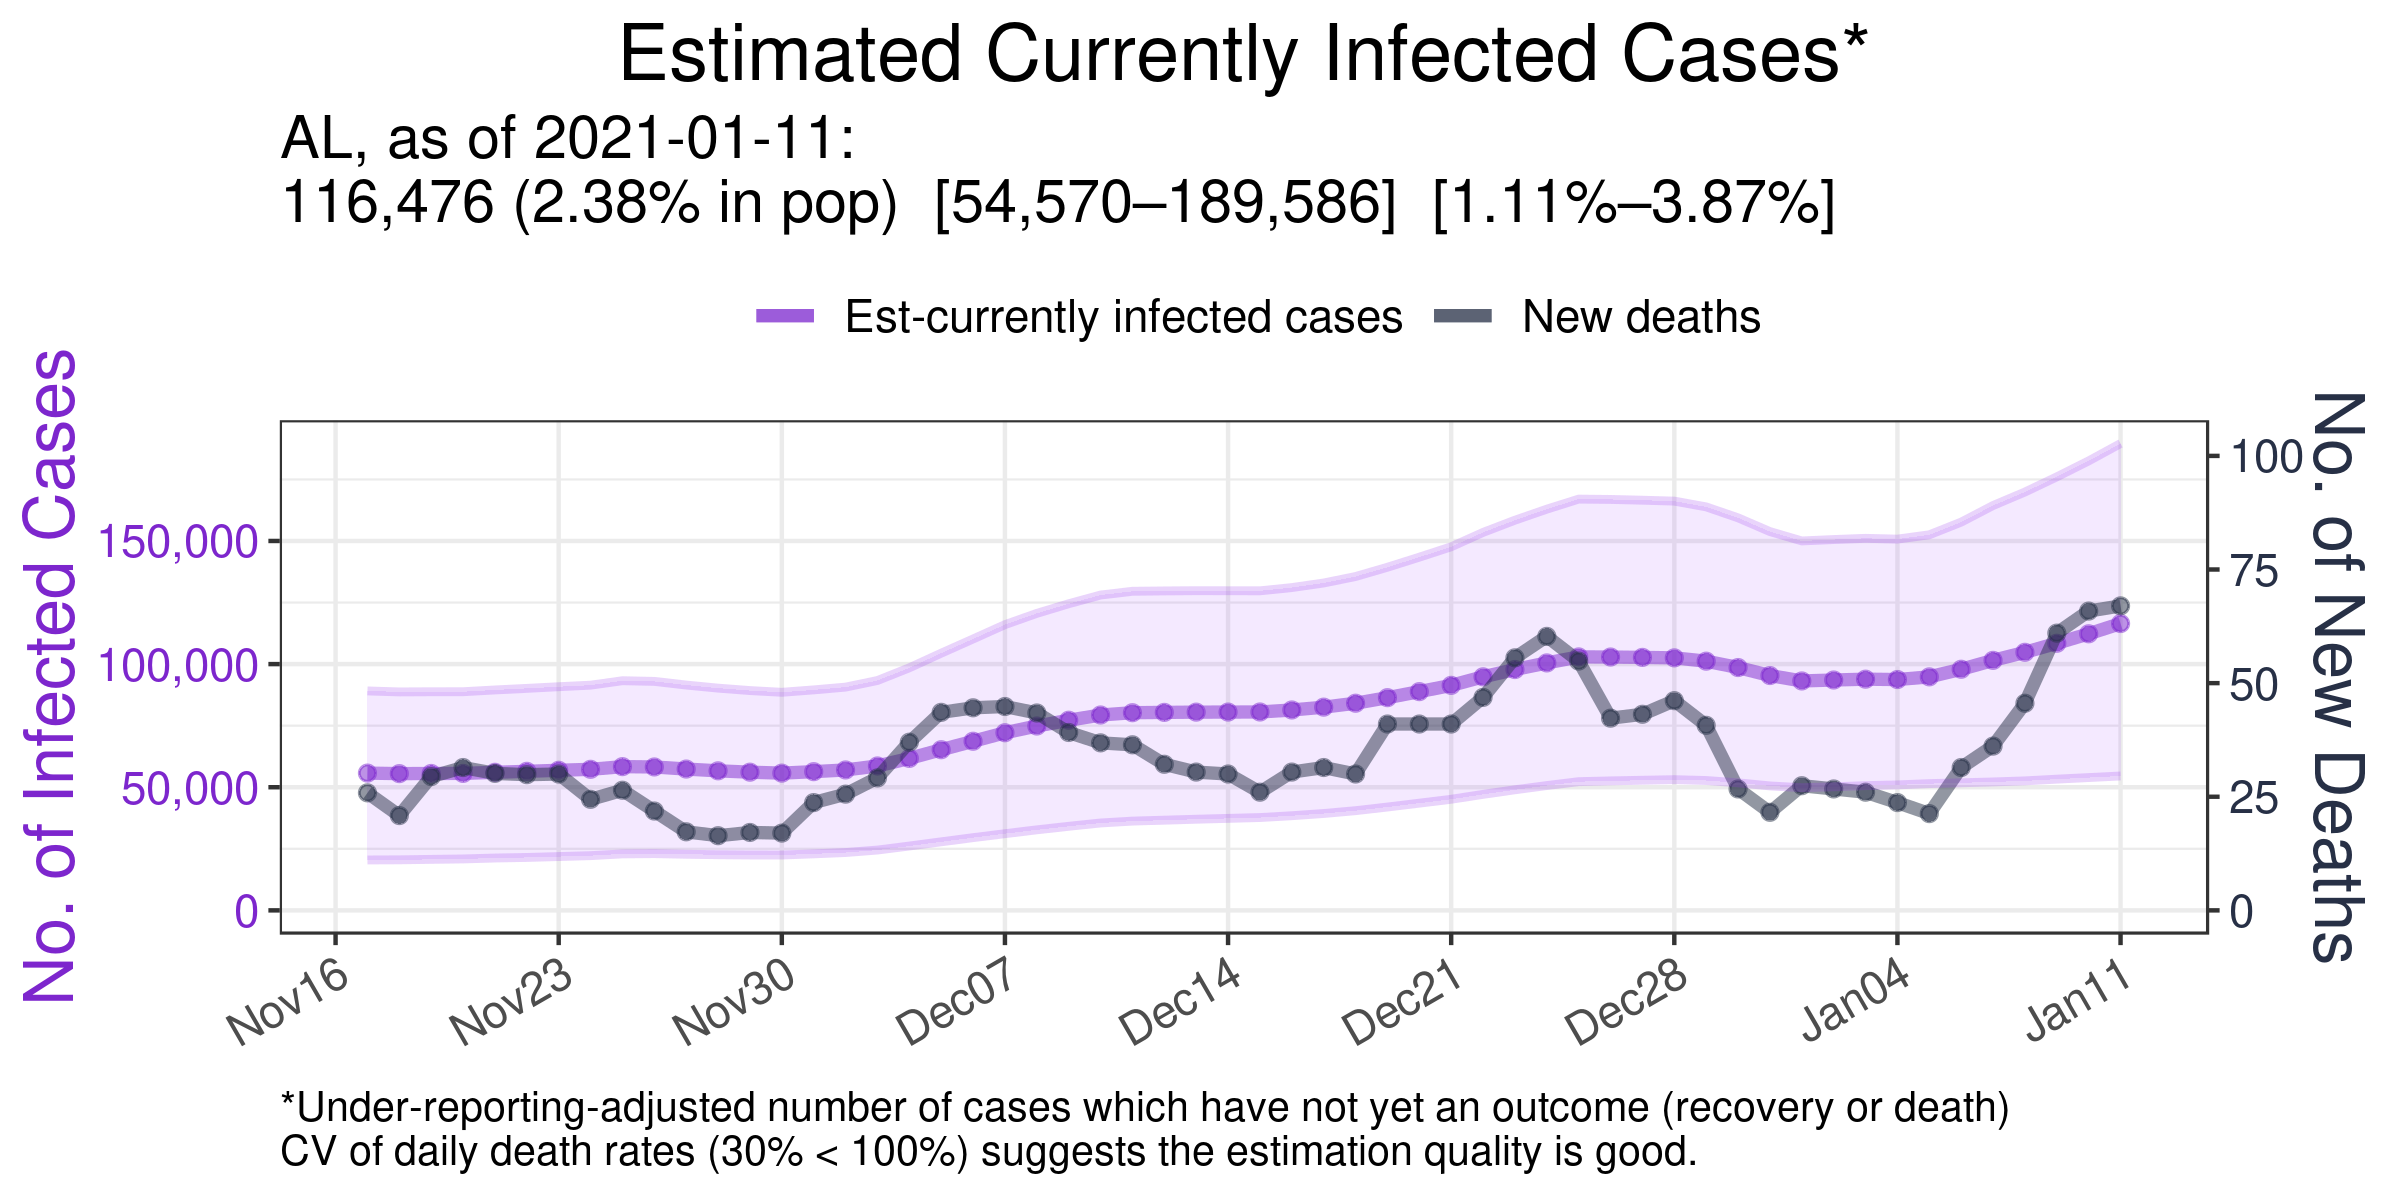 Estimated Currently Infected Cases*
AL, as of 2021-01-11:
116,476 (2.38% in pop)  [54,570–189,586]  [1.11%–3.87%]
Est-currently infected cases
New deaths
No. of Infected Cases
150,000
100,000
50,000
0
No. of New Deaths
100
75
50
25
0
Nov16
Nov23
Nov30
Dec07
Dec14
Dec21
Dec28
Jan04
Jan11
*Under-reporting-adjusted number of cases which have not yet an outcome (recovery or death)
CV of daily death rates (30% < 100%) suggests the estimation quality is good.